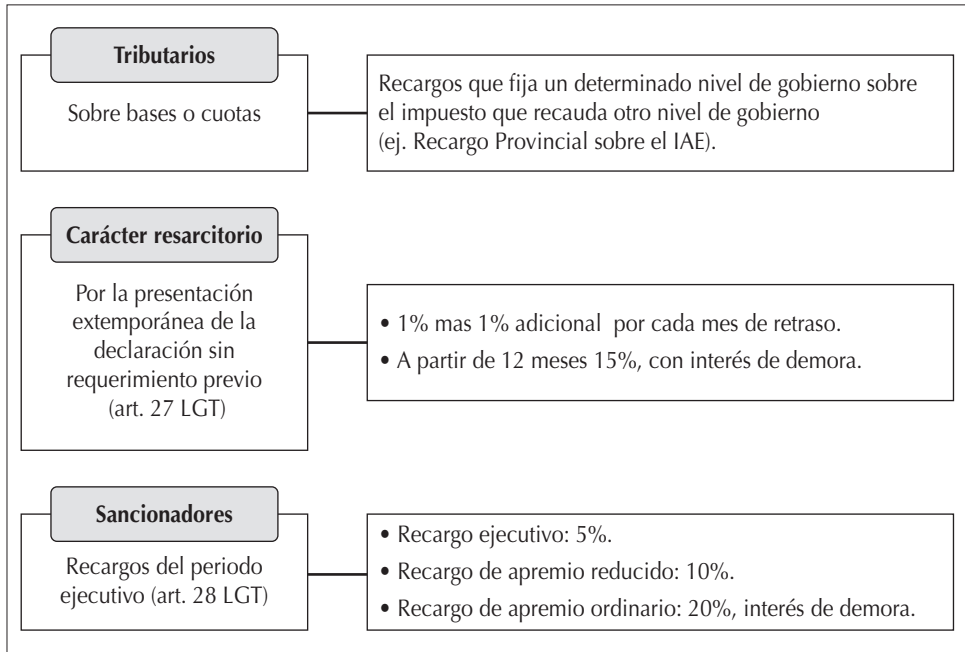 Tributarios
Sobre bases o cuotas
Recargos que fija un determinado nivel de gobierno sobre
el impuesto que recauda otro nivel de gobierno
(ej. Recargo Provincial sobre el IAE).
Carácter resarcitorio
Por la presentación
extemporánea de la
declaración sin
requerimiento previo
(art. 27 LGT)
• 1% mas 1% adicional por cada mes de retraso.
• A partir de 12 meses 15%, con interés de demora.
Sancionadores
Recargos del periodo
ejecutivo (art. 28 LGT)
• Recargo ejecutivo: 5%.
• Recargo de apremio reducido: 10%.
• Recargo de apremio ordinario: 20%, interés de demora.